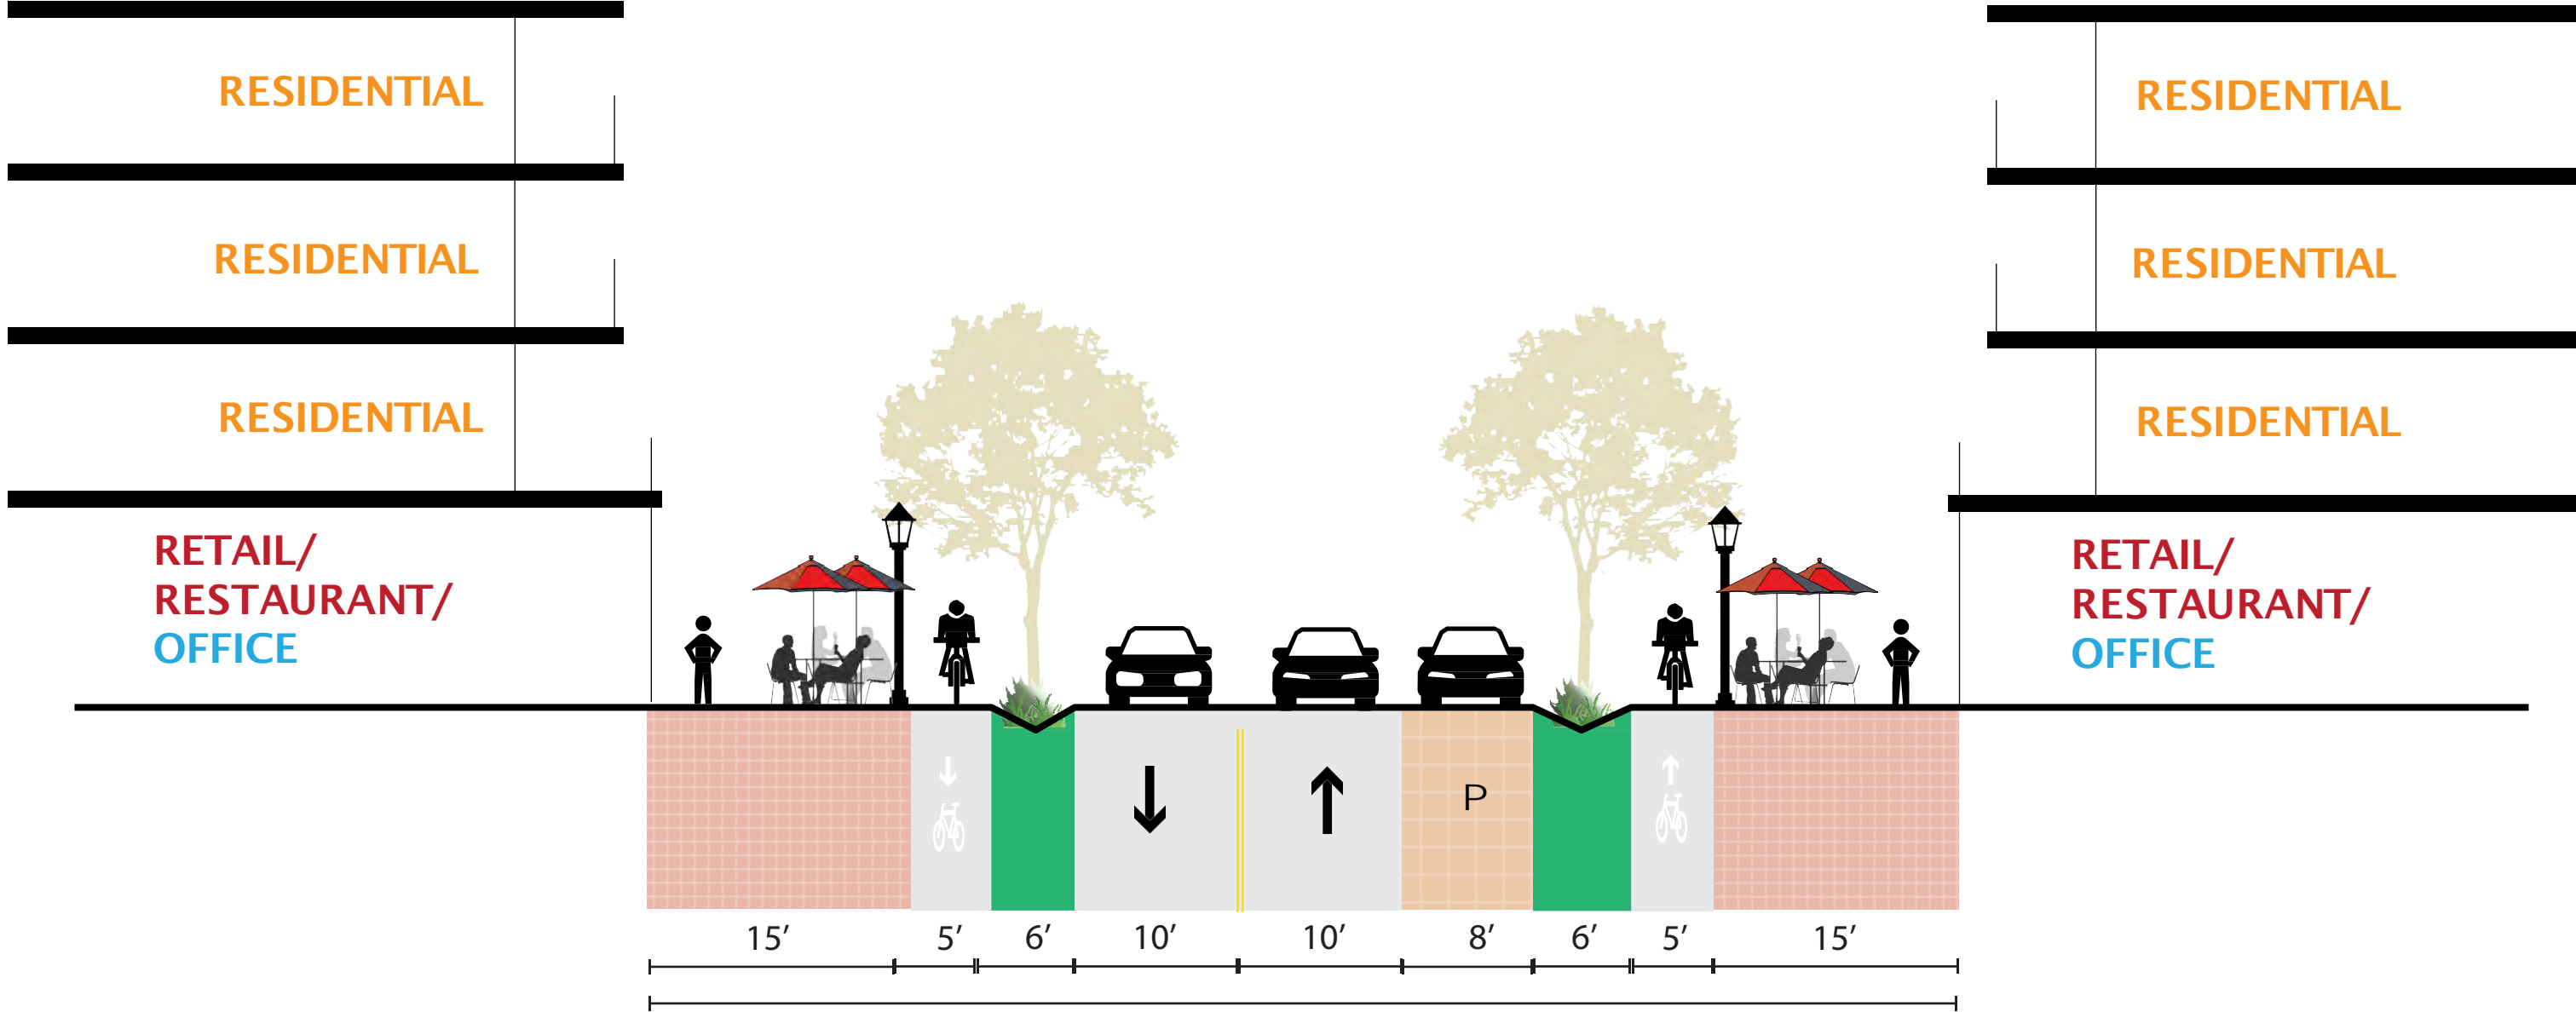 RESIDENTIAL
RESIDENTIAL
RESIDENTIAL
RESIDENTIAL
RESIDENTIAL
RESIDENTIAL
RETAIL/
RESTAURANT/
OFFICE
RETAIL/
RESTAURANT/
OFFICE
P
15’ 5’ 6’ 10’ 10’ 8’ 6’ 5’ 15’